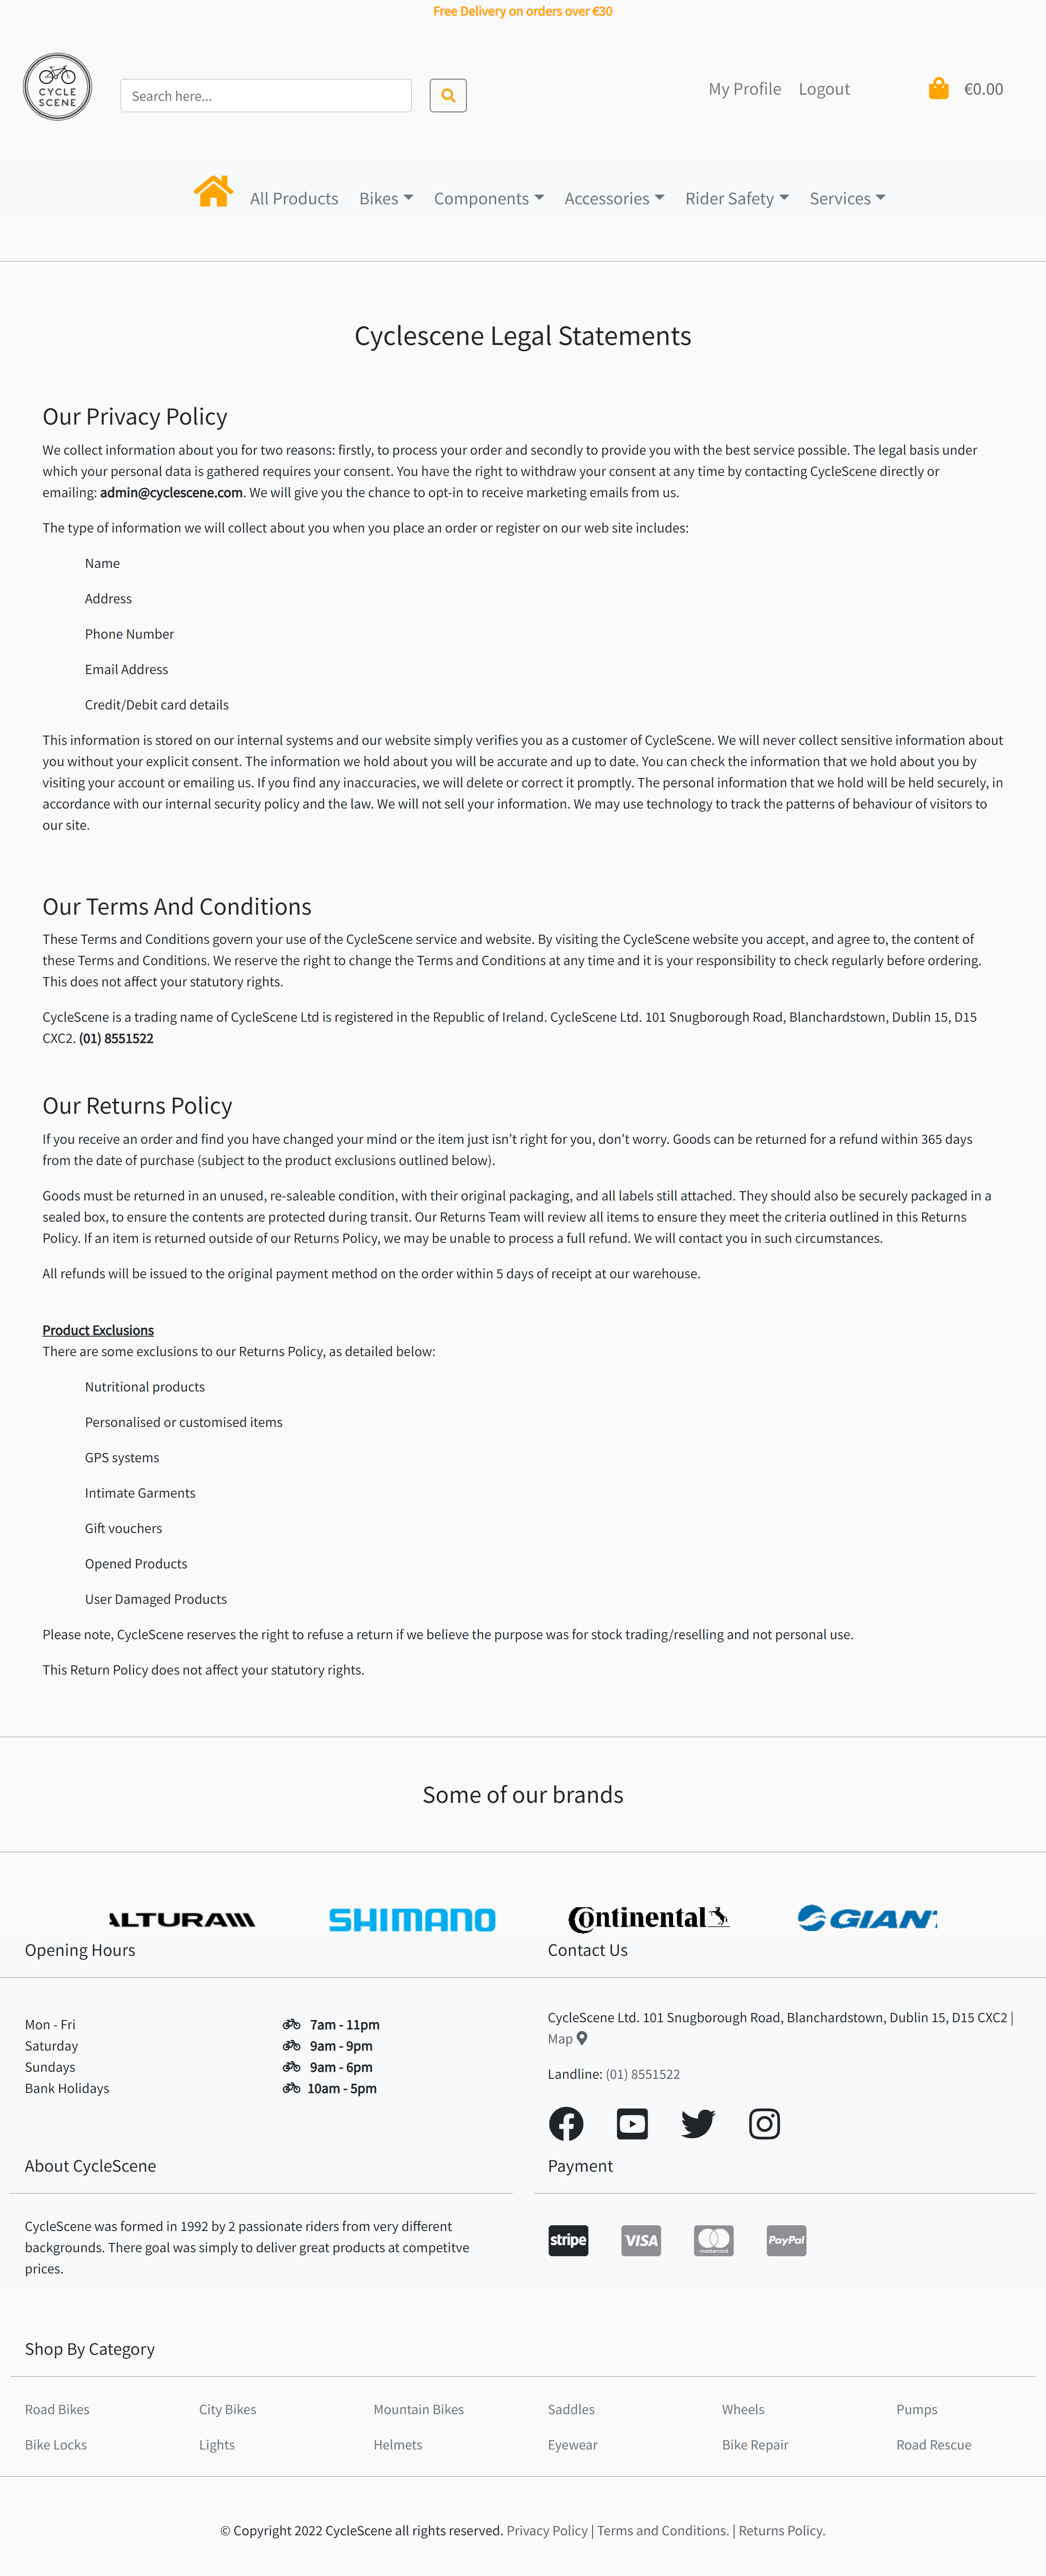 Free Delivery on orders over €30
CYCLE
SCENE
Search here...
My Profile
Logout
€0.00
All Products
Bikes
Components
Accessories
Rider Safety
Services
Cyclescene Legal Statements
Our Privacy Policy
We collect information about you for two reasons: firstly, to process your order and secondly to provide you with the best service possible. The legal basis under
which your personal data is gathered requires your consent. You have the right to withdraw your consent at any time by contacting CycleScene directly or
emailing: admin@cyclescene.com. We will give you the chance to opt-in to receive marketing emails from us.
The type of information we will collect about you when you place an order or register on our web site includes:
Name
Address
Phone Number
Email Address
Credit/Debit card details
This information is stored on our internal systems and our website simply verifies you as a customer of CycleScene. We will never collect sensitive information about
you without your explicit consent. The information we hold about you will be accurate and up to date. You can check the information that we hold about you by
visiting your account or emailing us. If you find any inaccuracies, we will delete or correct it promptly. The personal information that we hold will be held securely, in
accordance with our internal security policy and the law. We will not sell your information. We may use technology to track the patterns of behaviour of visitors to
our site.
Our Terms And Conditions
These Terms and Conditions govern your use of the CycleScene service and website. By visiting the CycleScene website you accept, and agree to, the content of
these Terms and Conditions. We reserve the right to change the Terms and Conditions at any time and it is your responsibility to check regularly before ordering.
This does not affect your statutory rights.
CycleScene is a trading name of CycleScene Ltd is registered in the Republic of Ireland. CycleScene Ltd. 101 Snugborough Road, Blanchardstown, Dublin 15, D15
CXC2. (01) 8551522
Our Returns Policy
If you receive an order and find you have changed your mind or the item just isn't right for you, don't worry. Goods can be returned for a refund within 365 days
from the date of purchase (subject to the product exclusions outlined below).
Goods must be returned in an unused, re-saleable condition, with their original packaging, and all labels still attached. They should also be securely packaged in a
sealed box, to ensure the contents are protected during transit. Our Returns Team will review all items to ensure they meet the criteria outlined in this Returns
Policy. If an item is returned outside of our Returns Policy, we may be unable to process a full refund. We will contact you in such circumstances.
All refunds will be issued to the original payment method on the order within 5 days of receipt at our warehouse.
Product Exclusions
There are some exclusions to our Returns Policy, as detailed below:
Nutritional products
Personalised or customised items
GPS systems
Intimate Garments
Gift vouchers
Opened Products
User Damaged Products
Please note, CycleScene reserves the right to refuse a return if we believe the purpose was for stock trading/reselling and not personal use.
This Return Policy does not affect your statutory rights.
Some of our brands
ALTURA
SHIMANO
Continental
GIANT
Opening Hours
Mon - Fri 7am - 11pm
Saturday 9am - 9pm
Sundays 9am - 6pm
Bank Holidays 10am - 5pm
Contact Us
CycleScene Ltd. 101 Snugborough Road, Blanchardstown, Dublin 15, D15 CXC2 |
Map
Landline: (01) 8551522
About CycleScene
CycleScene was formed in 1992 by 2 passionate riders from very different
backgrounds. There goal was simply to deliver great products at competitve
prices.
Payment
stripe
VISA
mastercard
PayPal
Shop By Category
Road Bikes
City Bikes
Mountain Bikes
Saddles
Wheels
Pumps
Bike Locks
Lights
Helmets
Eyewear
Bike Repair
Road Rescue
© Copyright 2022 CycleScene all rights reserved. Privacy Policy | Terms and Conditions. | Returns Policy.